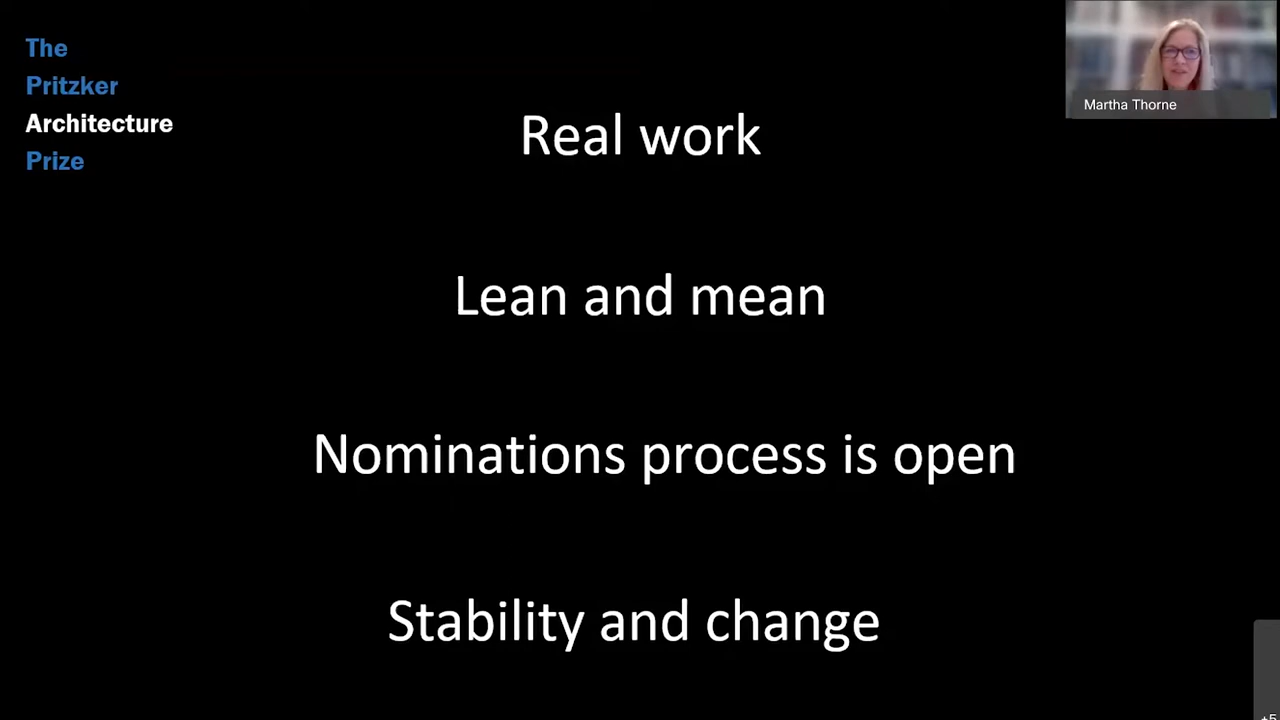 The
Pritzker
Architecture
Prize
Martha Thorne
Real work
Lean and mean
Nominations process is open
Stability and change